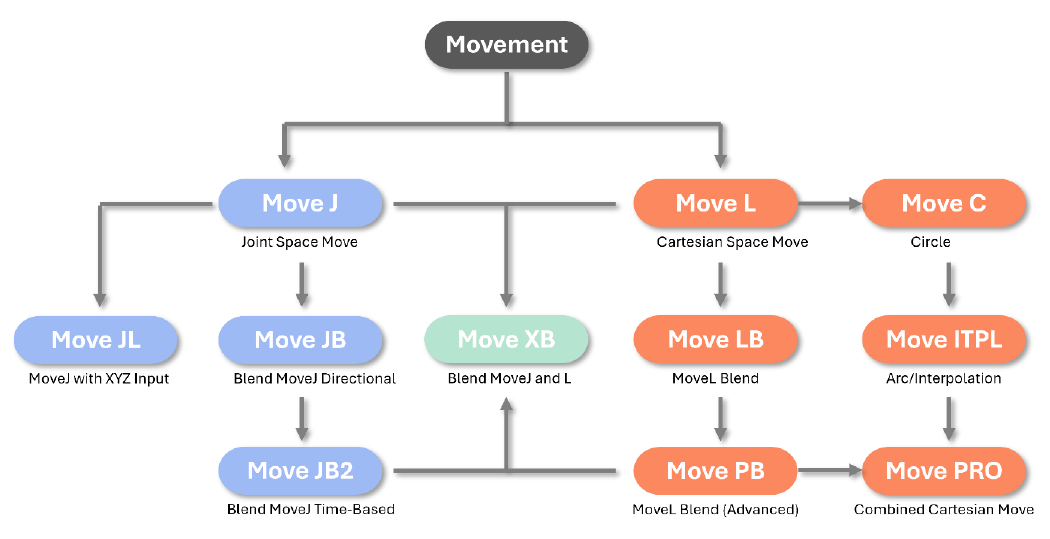 Movement
Move J
Move L
Move C
Joint Space Move
Cartesian Space Move
Circle
Move JL
Move JB
Move XB
Move LB
Move ITPL
MoveJ with XYZ Input
Blend MoveJ Directional
Blend MoveJ and L
MoveL Blend
Arc/Interpolation
Move JB2
Move PB
Move PRO
Blend MoveJ Time-Based
MoveL Blend (Advanced)
Combined Cartesian Move